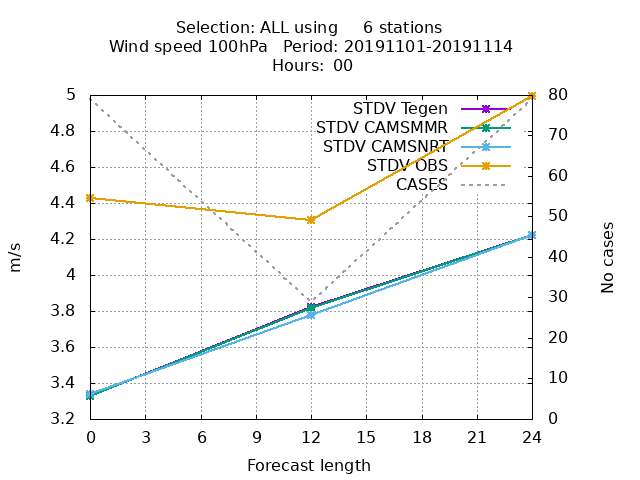 Selection: ALL using     6 stations
Wind speed 100hPa   Period: 20191101-20191114
Hours:  00
STDV Tegen
STDV CAMSMMR
STDV CAMSNRT
STDV OBS
CASES
m/s
5
4.8
4.6
4.4
4.2
4
3.8
3.6
3.4
3.2
80
70
60
50
40
30
20
10
0
No cases
0 3 6 9 12 15 18 21 24
Forecast length